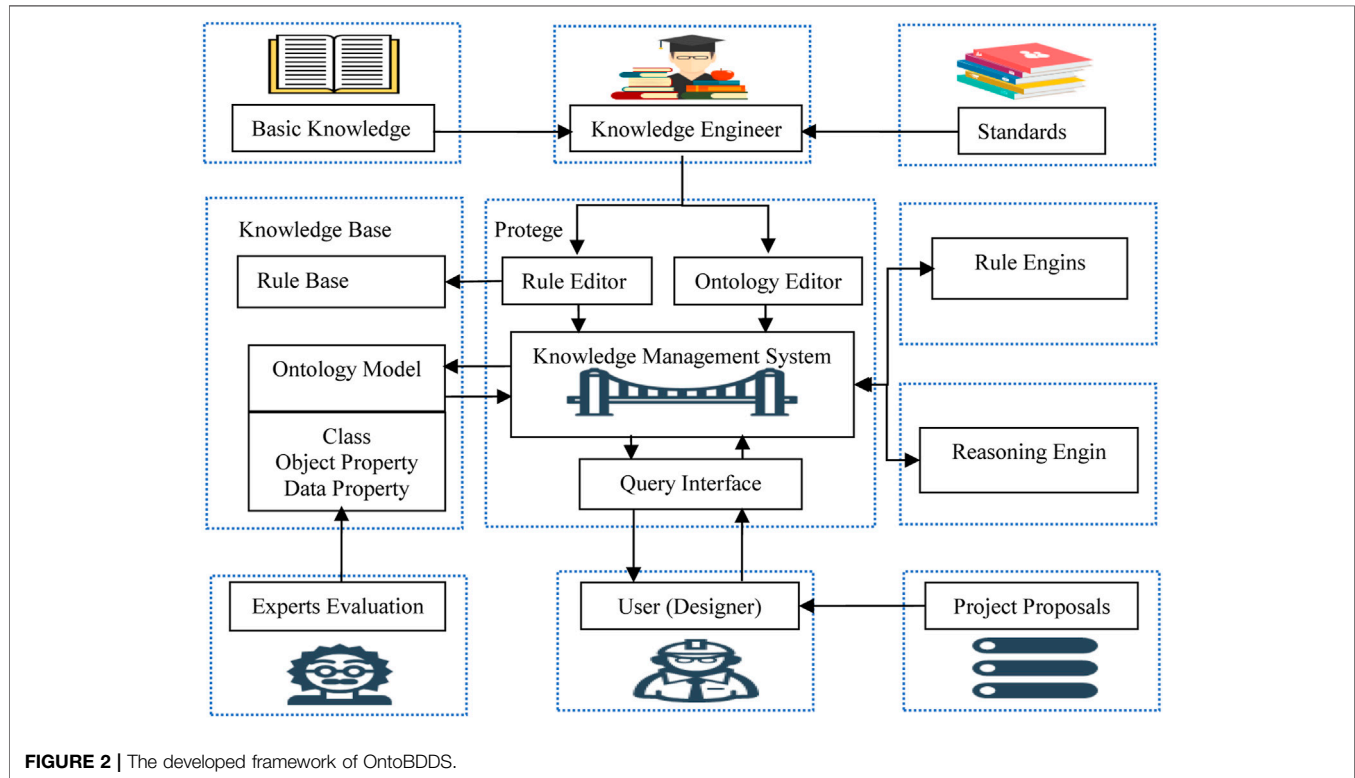 Basic Knowledge
Knowledge Engineer
Standards
Knowledge Base
Rule Base
Ontology Model
Class
Object Property
Data Property
Protege
Rule Editor
Ontology Editor
Knowledge Management System
Query Interface
Rule Engins
Reasoning Engin
Experts Evaluation
User (Designer)
Project Proposals
FIGURE 2 | The developed framework of OntoBDDS.